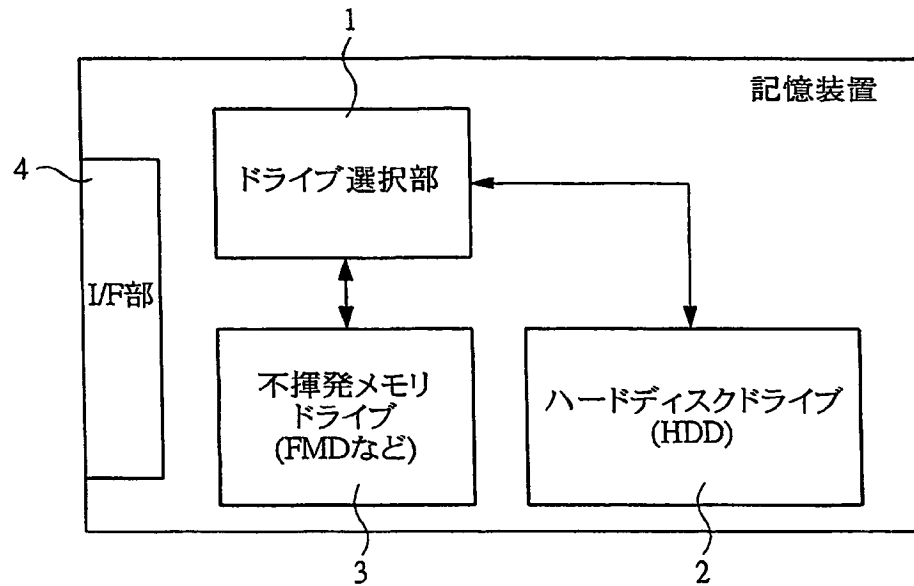 1
記憶装置
4
ドライブ選択部
I/F部
不揮発メモリ
ドライブ
(FMDなど)
ハードディスクドライブ
(HDD)
3
2